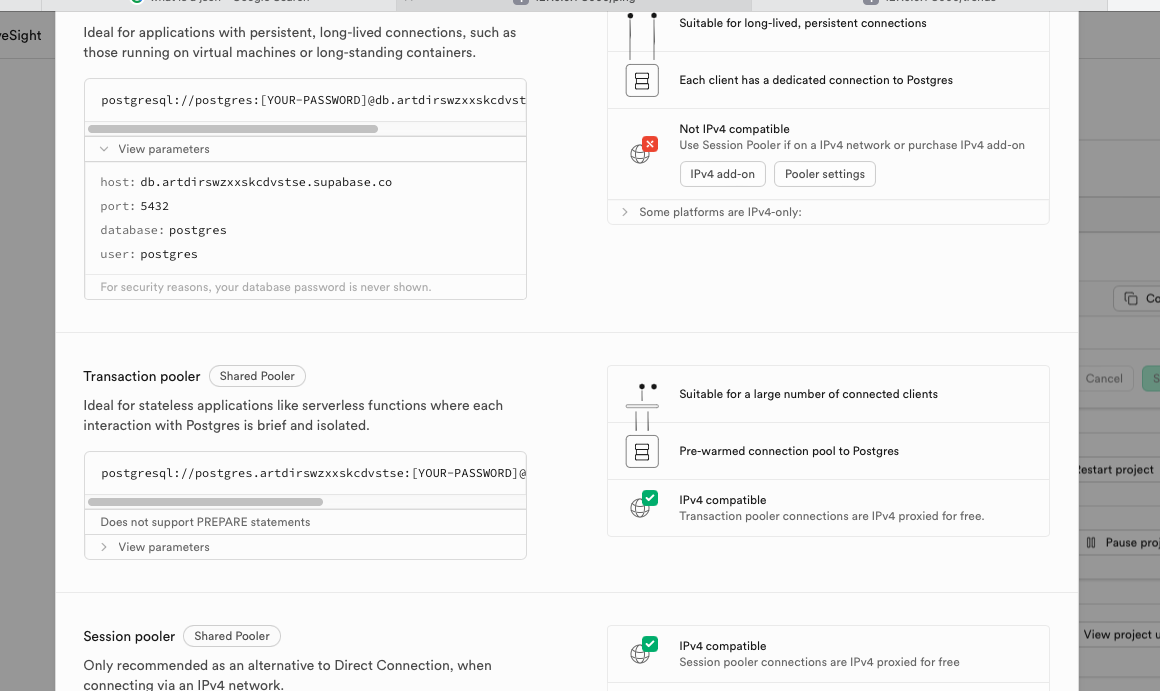 veSight
Ideal for applications with persistent, long-lived connections, such as
those running on virtual machines or long-standing containers.
postgresql://postgres:[YOUR-PASSWORD]@db.artdirswzxxskcdvst
View parameters
host: db.artdirswzxxskcdvstse.supabase.co
port: 5432
database: postgres
user: postgres
For security reasons, your database password is never shown.
Suitable for long-lived, persistent connections
Each client has a dedicated connection to Postgres
Not IPv4 compatible
Use Session Pooler if on a IPv4 network or purchase IPv4 add-on
IPv4 add-on
Pooler settings
Some platforms are IPv4-only:
Transaction pooler
Shared Pooler
Ideal for stateless applications like serverless functions where each
interaction with Postgres is brief and isolated.
postgresql://postgres.artdirswzxxskcdvstse:[YOUR-PASSWORD]@
Does not support PREPARE statements
View parameters
Suitable for a large number of connected clients
Pre-warmed connection pool to Postgres
IPv4 compatible
Transaction pooler connections are IPv4 proxied for free.
Session pooler
Shared Pooler
Only recommended as an alternative to Direct Connection, when
connecting via an IPv4 network.
IPv4 compatible
Session pooler connections are IPv4 proxied for free
Co
Cancel
S
Restart project
Pause proj
View project u